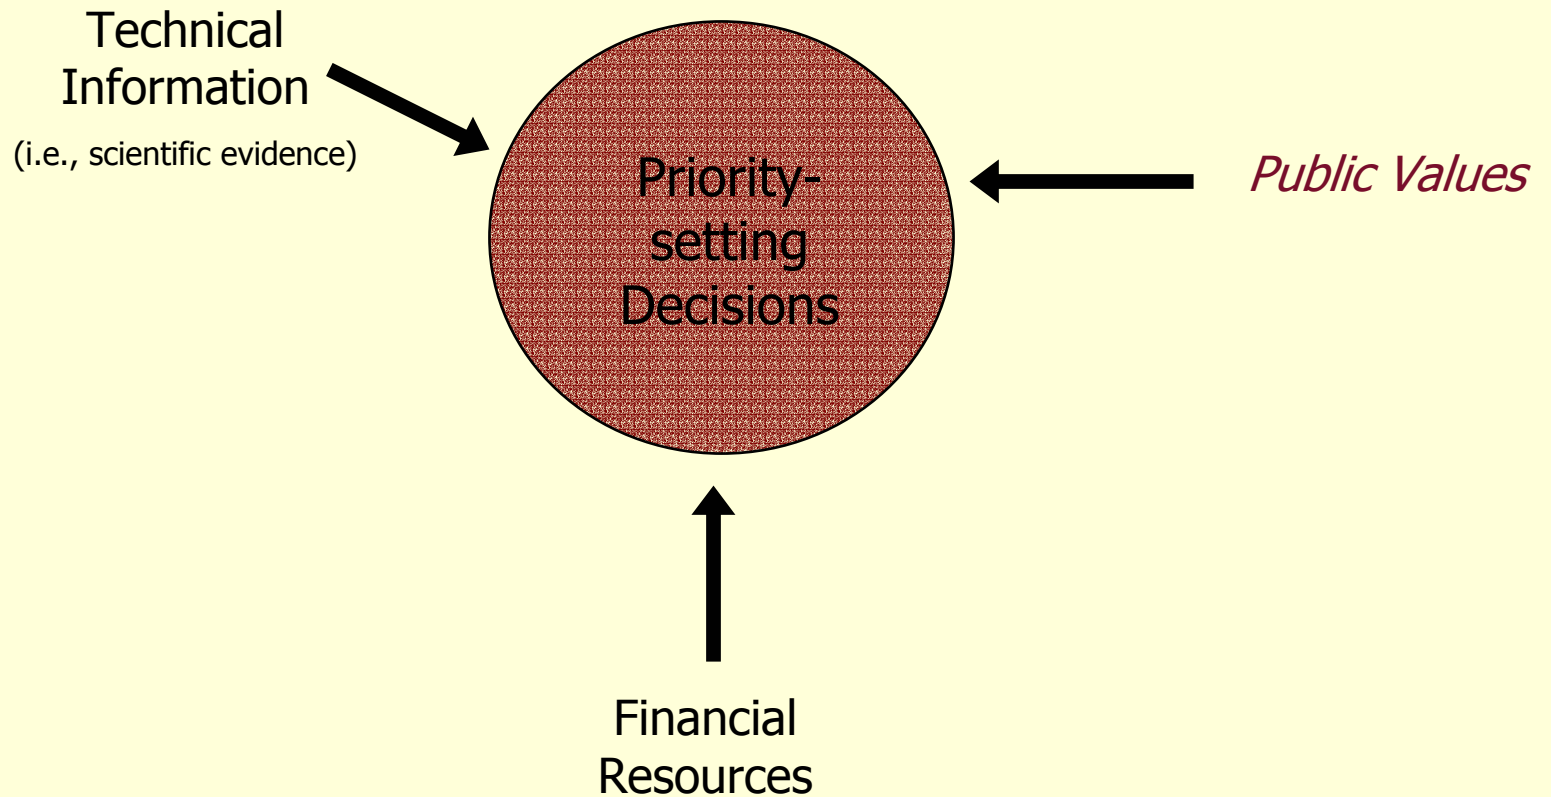 Technical
Information
(i.e., scientific evidence)
Priority-
setting
Decisions
Public Values
Financial
Resources